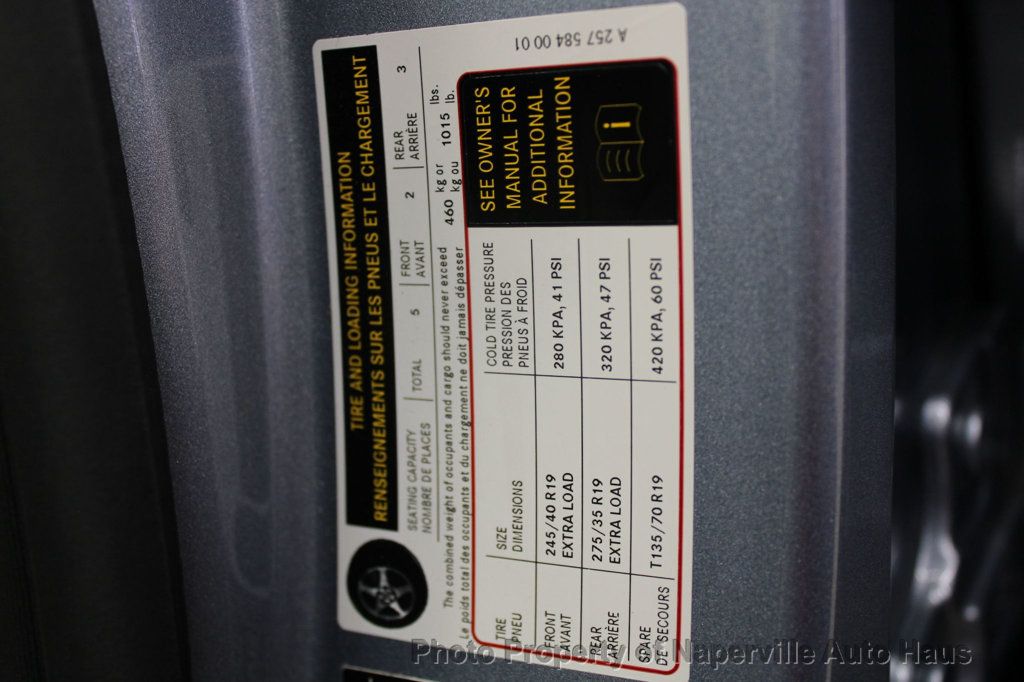 TIRE AND LOADING INFORMATION
RENSEIGNEMENTS SUR LES PNEUS ET LE CHARGEMENT
SEATING CAPACITY
NOMBRE DE PLACES
TOTAL 5
FRONT
AVANT
2
REAR
ARRIÈRE
3
The combined weight of occupants and cargo should never exceed 460 kg or 1015 lbs.
Le poids total des occupants et du chargement ne doit jamais dépasser kg ou lb.
TIRE
PNEU
SIZE
DIMENSIONS
COLD TIRE PRESSURE
PRESSION DES
PNEUS À FROID
FRONT
AVANT
245/40 R19
EXTRA LOAD
280 KPA, 41 PSI
REAR
ARRIÈRE
275/35 R19
EXTRA LOAD
320 KPA, 47 PSI
SPARE
DE SECOURS
T135/70 R19
420 KPA, 60 PSI
SEE OWNER'S
MANUAL FOR
ADDITIONAL
INFORMATION
i
A 257 584 00 01
Photo Property of Naperville Auto Haus